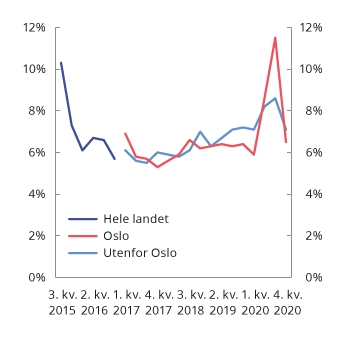 12% 12%
10% 10%
8% 8%
6% 6%
4% 4%
Hele landet
Oslo
2% 2%
Utenfor Oslo
0% 0%
3. kv. 2. kv. 1. kv. 4. kv. 3. kv. 2. kv. 1. kv. 4. kv.
2015 2016 2017 2017 2018 2019 2020 2020